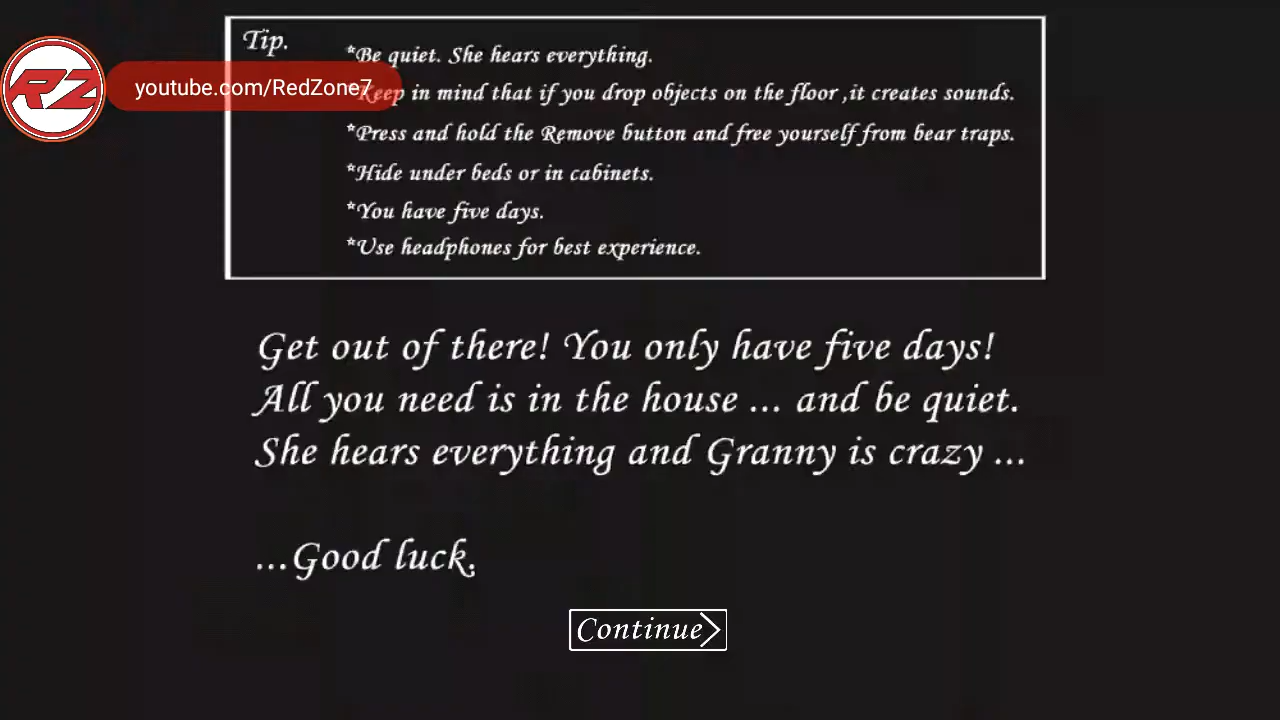 Tip.
*Be quiet. She hears everything.
RZ
youtube.com/RedZone7
Keep in mind that if you drop objects on the floor ,it creates sounds.
*Press and hold the Remove button and free yourself from bear traps.
*Hide under beds or in cabinets.
*You have five days.
*Use headphones for best experience.
Get out of there! You only have five days!
All you need is in the house ... and be quiet.
She hears everything and Granny is crazy ...
...Good luck.
Continue